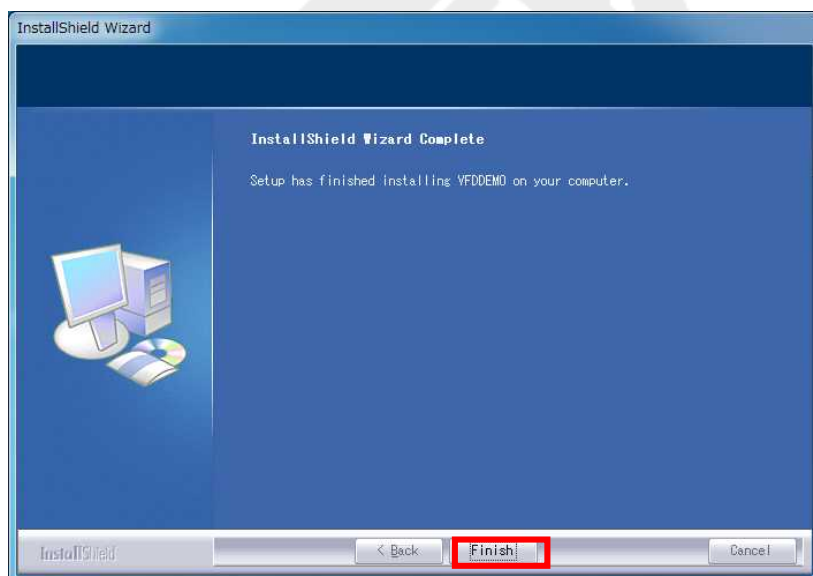 InstallShield Wizard
InstallShield Wizard Complete
Setup has finished installing VFDDEMO on your computer.
InstallShield
< Back
Finish
Cancel